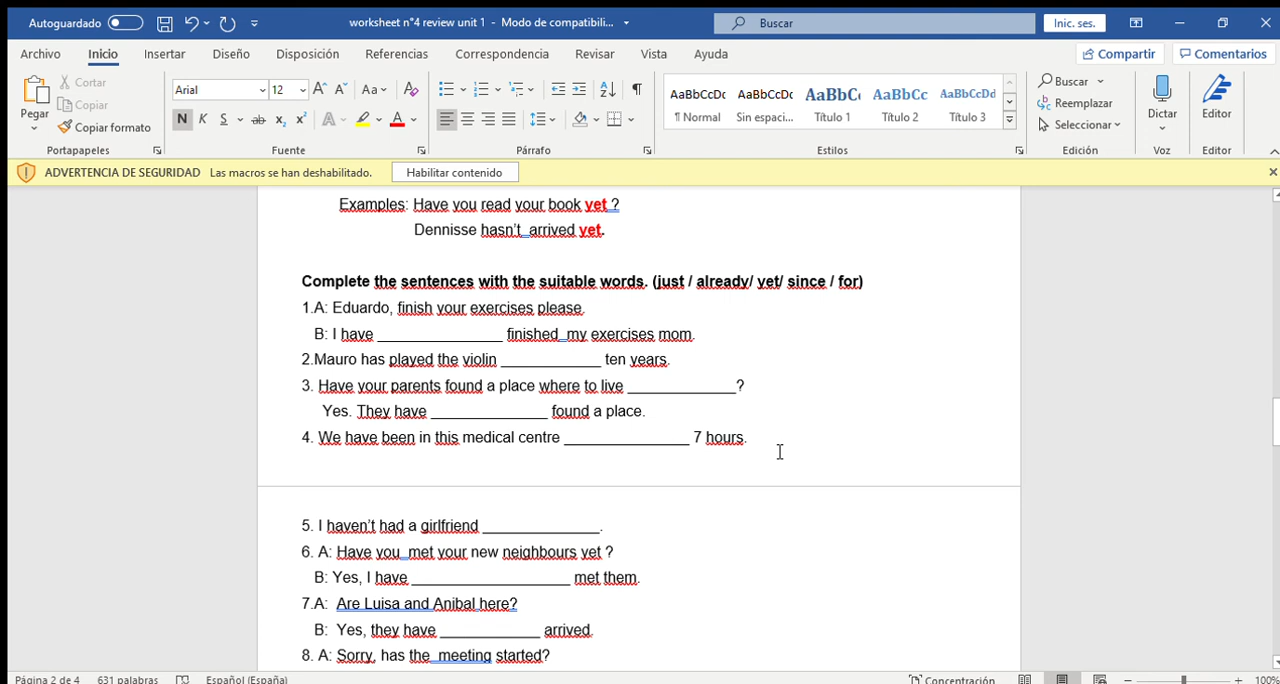 Autoguardado worksheet n°4 review unit 1 - Modo de compatibili... Buscar Inic. ses.
Archivo Inicio Insertar Diseño Disposición Referencias Correspondencia Revisar Vista Ayuda Compartir Comentarios
Pegar
Cortar
Copiar
Copiar formato
Portapapeles
Arial 12
Aa
N K S ab x₂ x² A A
Fuente
Párrafo
AaBbCcDc AaBbCcDc AaBbC AaBbCc AaBbCcDd
¶ Normal Sin espaci... Título 1 Título 2 Título 3
Estilos
Buscar
Reemplazar
Seleccionar
Edición
Dictar
Voz
Editor
Editor
ADVERTENCIA DE SEGURIDAD Las macros se han deshabilitado. Habilitar contenido
Examples: Have you read your book yet ?
Dennisse hasn't arrived yet.
Complete the sentences with the suitable words. (just / already/ yet/ since / for)
1.A: Eduardo, finish your exercises please.
B: I have _______________ finished my exercises mom.
2.Mauro has played the violin ____________ ten years.
3. Have your parents found a place where to live _____________?
Yes. They have ______________ found a place.
4. We have been in this medical centre _______________ 7 hours.
5. I haven't had a girlfriend ______________.
6. A: Have you met your new neighbours yet ?
B: Yes, I have ___________________ met them.
7.A: Are Luisa and Anibal here?
B: Yes, they have ____________ arrived.
8. A: Sorry, has the meeting started?
Página 2 de 4 631 palabras Español (España) Concentración 100%